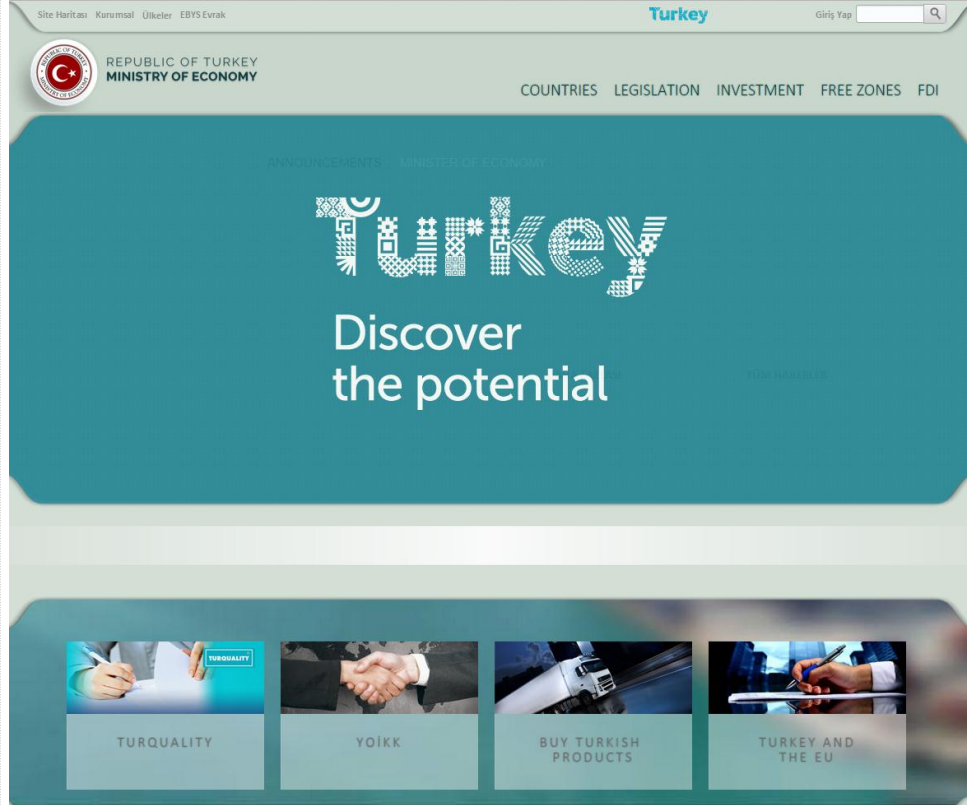 Site Haritası Kurumsal Ülkeler EBYS Evrak
Turkey
Giriş Yap
REPUBLIC OF TURKEY
MINISTRY OF ECONOMY
COUNTRIES LEGISLATION INVESTMENT FREE ZONES FDI
ANNOUNCEMENTS MINISTER OF ECONOMY
Turkey
Discover
the potential
TÜM HABERLER
TURQUALITY
TURQUALITY
YOİKK
BUY TURKISH
PRODUCTS
TURKEY AND
THE EU